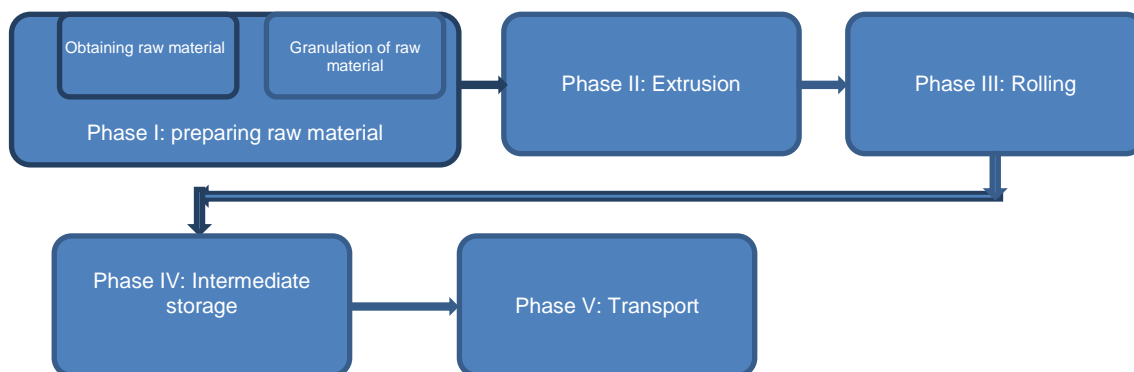 Obtaining raw material
Granulation of raw
material
Phase I: preparing raw material
Phase II: Extrusion
Phase III: Rolling
Phase IV: Intermediate
storage
Phase V: Transport